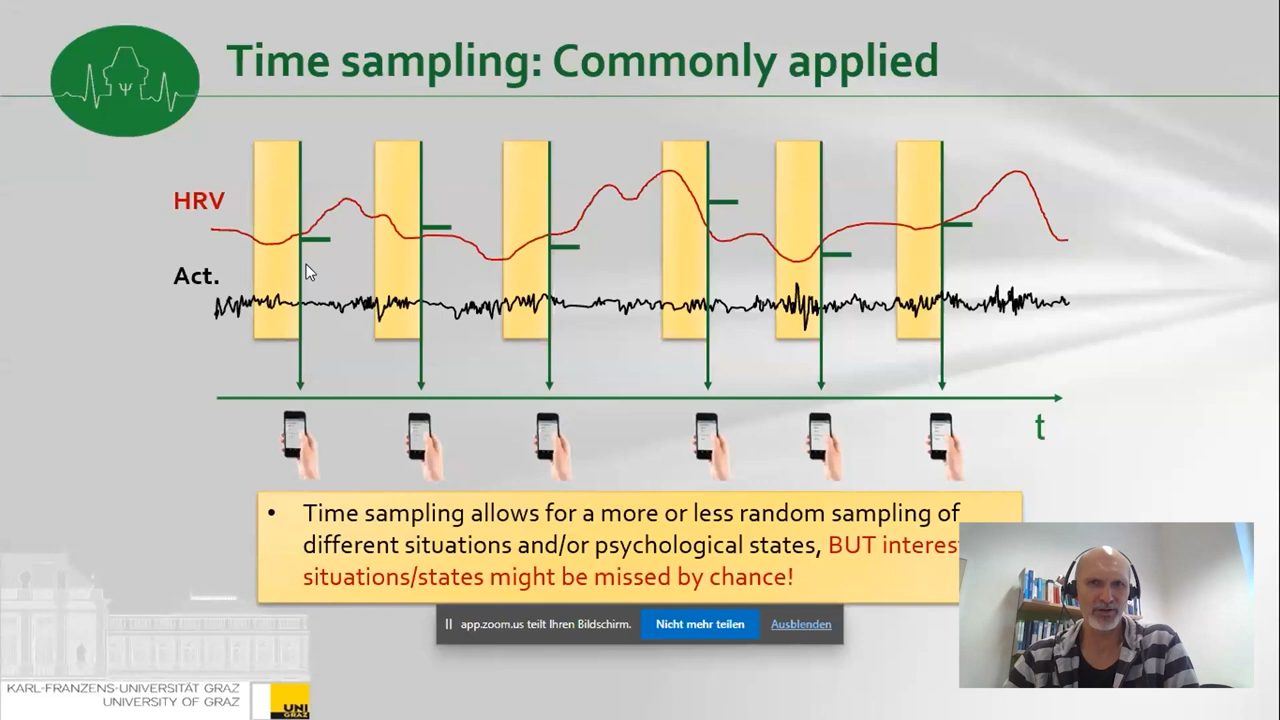 Time sampling: Commonly applied
HRV
Act.
t
• Time sampling allows for a more or less random sampling of
different situations and/or psychological states, BUT
situations/states might be missed by chance!
app.zoom.us teilt Ihren Bildschirm. Nicht mehr teilen Ausblenden
KARL-FRANZENS-UNIVERSITÄT GRAZ
UNIVERSITY OF GRAZ
UNI
GRAZ